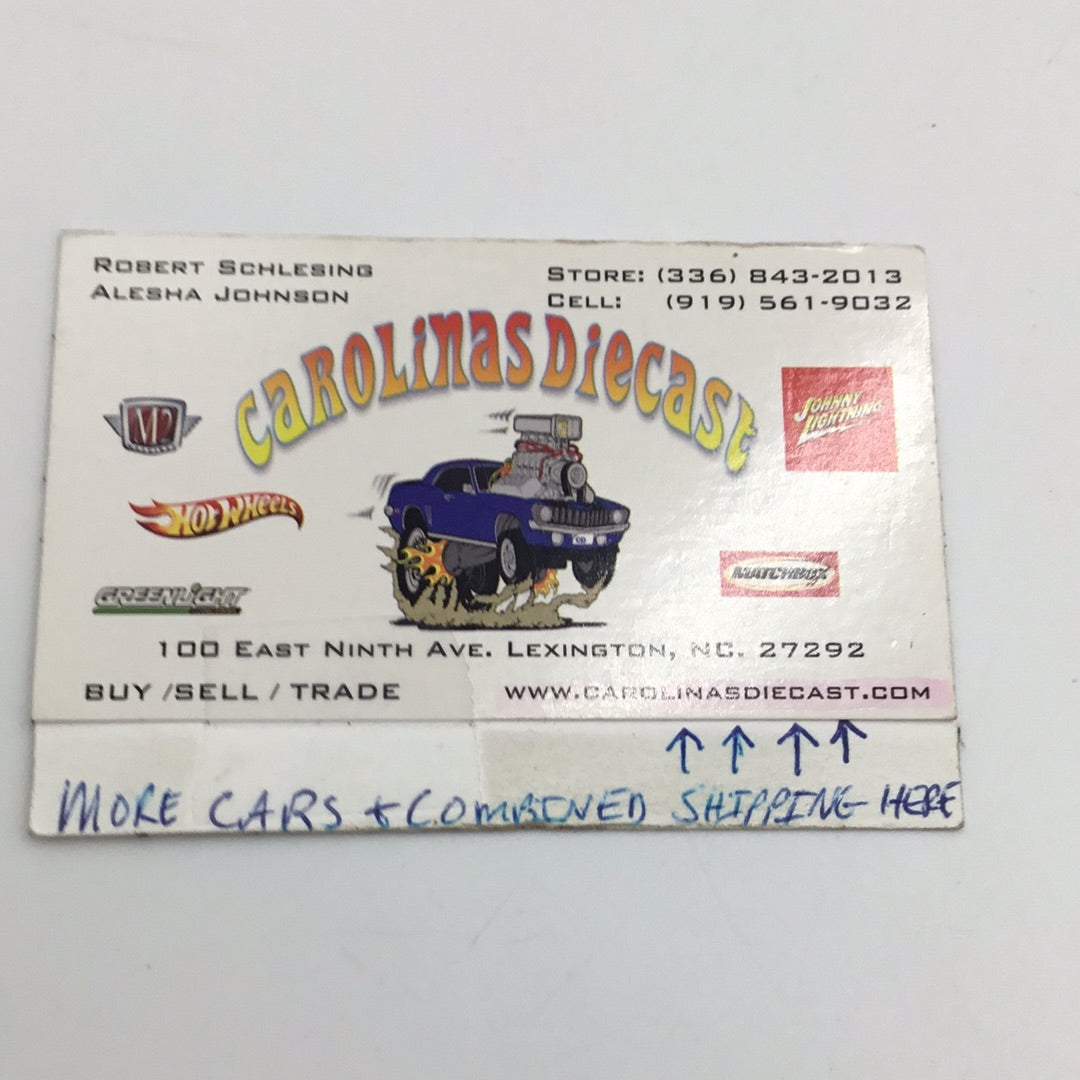 ROBERT SCHLESING
ALESHA JOHNSON
STORE: (336) 843-2013
CELL: (919) 561-9032
CAROLINAS DIECAST
M2
JOHNNY LIGHTNING
HOT WHEELS
MATCHBOX
GREENLIGHT
100 EAST NINTH AVE. LEXINGTON, NC. 27292
BUY /SELL / TRADE
WWW.CAROLINASDIECAST.COM
MORE CARS + COMBINED SHIPPING HERE